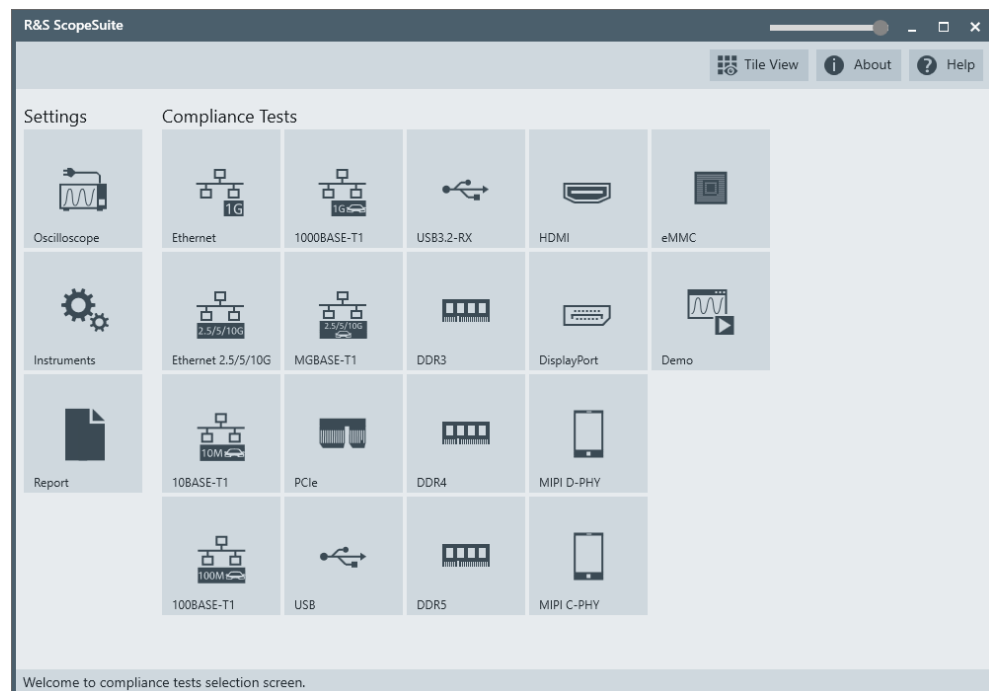 R&S ScopeSuite
Tile View
About
Help
Settings
Compliance Tests
Oscilloscope
1G
Ethernet
1G
1000BASE-T1
USB3.2-RX
HDMI
eMMC
Instruments
2.5/5/10G
Ethernet 2.5/5/10G
2.5/5/10G
MGBASE-T1
DDR3
DisplayPort
Demo
Report
10M
10BASE-T1
PCIe
DDR4
MIPI D-PHY
100M
100BASE-T1
USB
DDR5
MIPI C-PHY
Welcome to compliance tests selection screen.